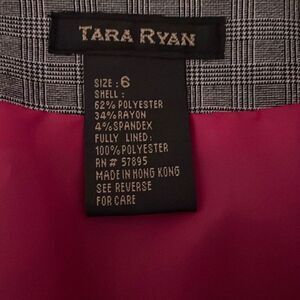 TARA RYAN
SIZE : 6
SHELL :
62% POLYESTER
34% RAYON
4% SPANDEX
FULLY LINED:
100% POLYESTER
RN # 57895
MADE IN HONG KONG
SEE REVERSE
FOR CARE